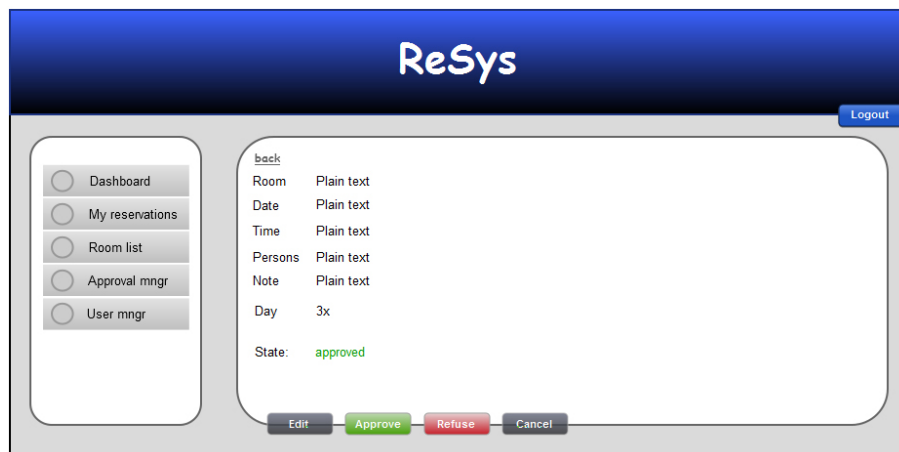 ReSys
Logout
Dashboard
My reservations
Room list
Approval mngr
User mngr
back
Room Plain text
Date Plain text
Time Plain text
Persons Plain text
Note Plain text
Day 3x
State: approved
Edit Approve Refuse Cancel